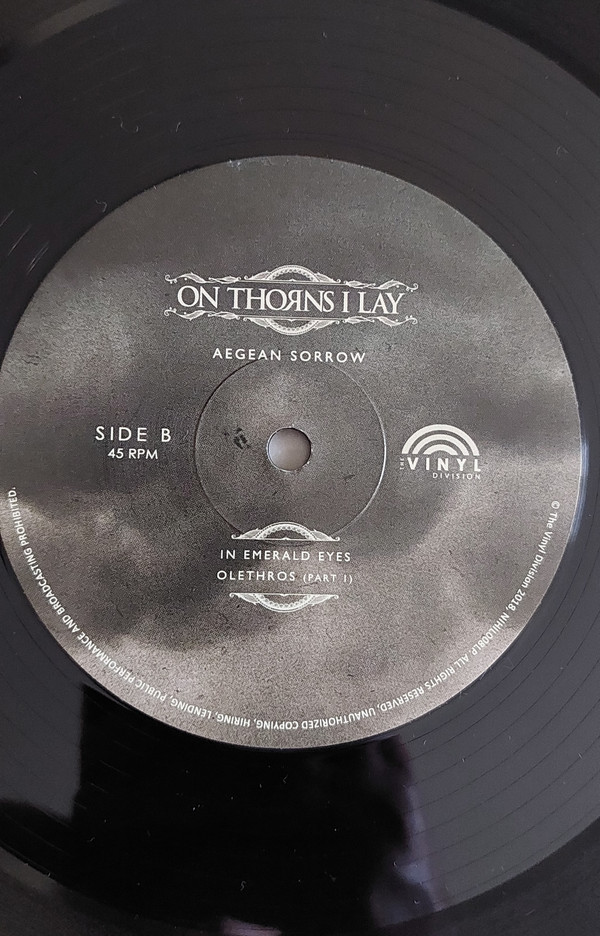 ON THORNS I LAY
AEGEAN SORROW
SIDE B
45 RPM
THE VINYL
DIVISION
IN EMERALD EYES
OLETHROS (PART I)
© The Vinyl Division 2018. NIHIL008LP. ALL RIGHTS RESERVED, UNAUTHORIZED COPYING, HIRING, LENDING, PUBLIC PERFORMANCE AND BROADCASTING PROHIBITED.